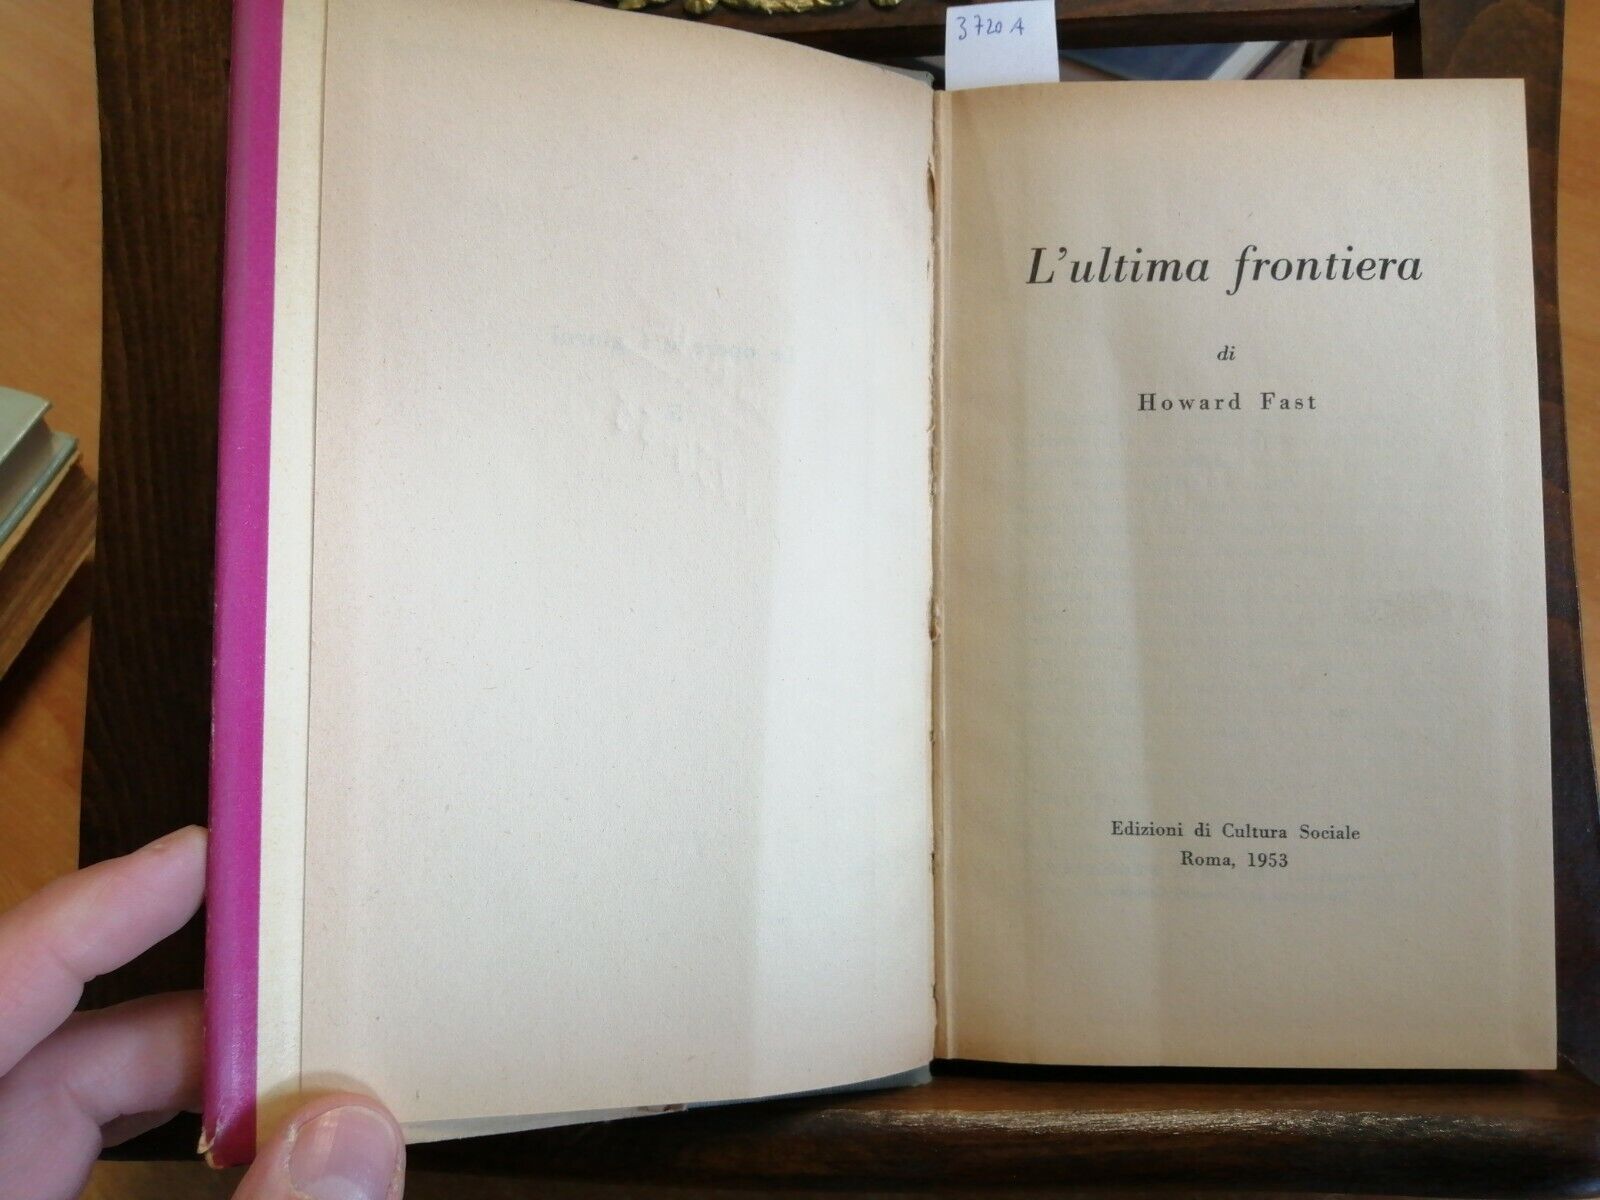 3720 A
L'ultima frontiera
di
Howard Fast
Edizioni di Cultura Sociale
Roma, 1953